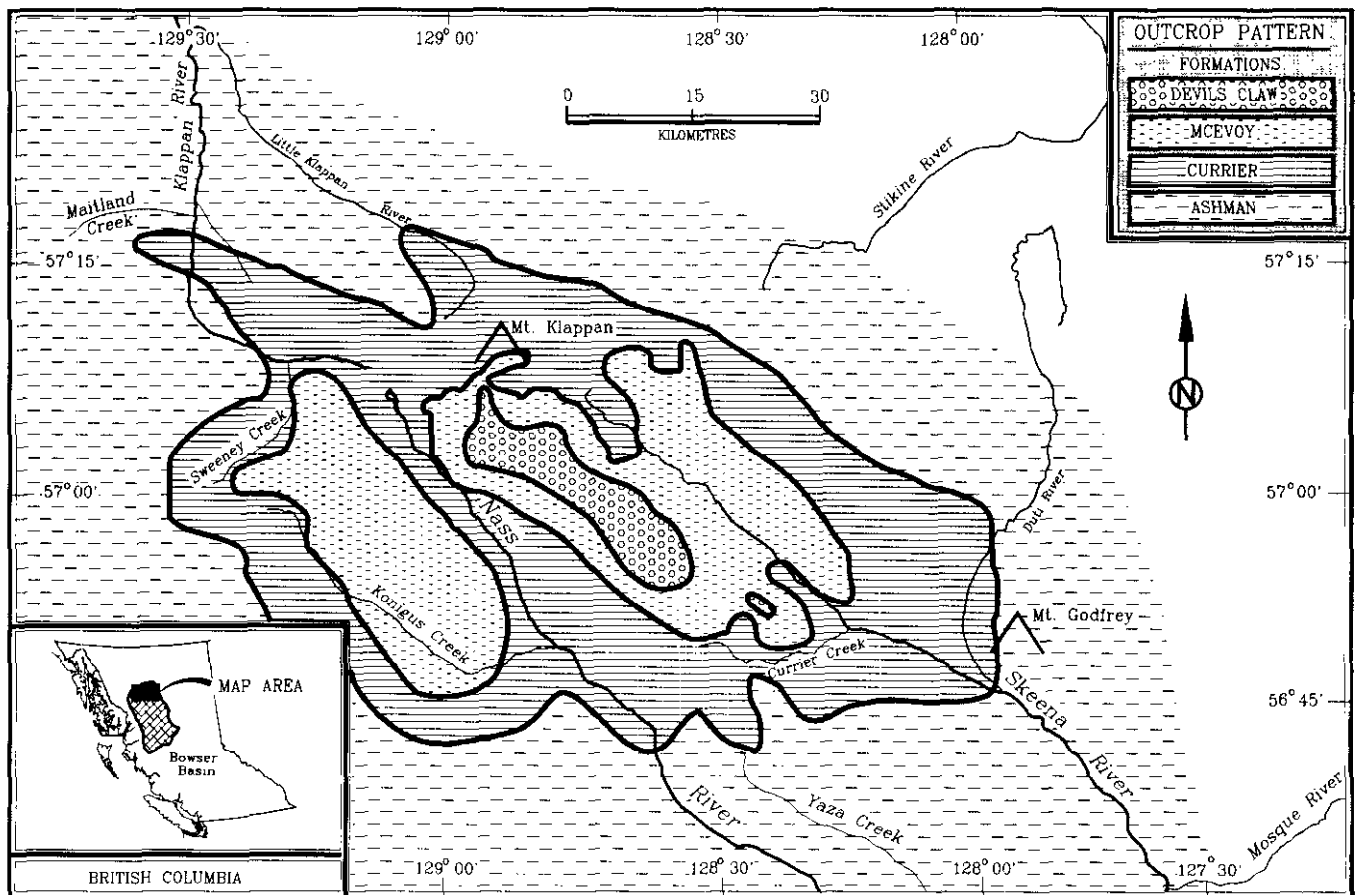 129° 30'
129° 00'
128° 30'
128° 00'
OUTCROP PATTERN
FORMATIONS
DEVILS CLAW
MCEVOY
CURRIER
ASHMAN
0 15 30
KILOMETRES
Klappan River
Little Klappan River
Stikine River
Maitland Creek
57° 15'
57° 15'
Mt. Klappan
N
Sweeney Creek
57° 00'
57° 00'
Nass
Duti River
Konigus Creek
Mt. Godfrey
Currier Creek
Skeena
56° 45'
MAP AREA
Bowser
Basin
River
River
Yaza Creek
Mosque River
129° 00'
128° 30'
128° 00'
127° 30'
BRITISH COLUMBIA